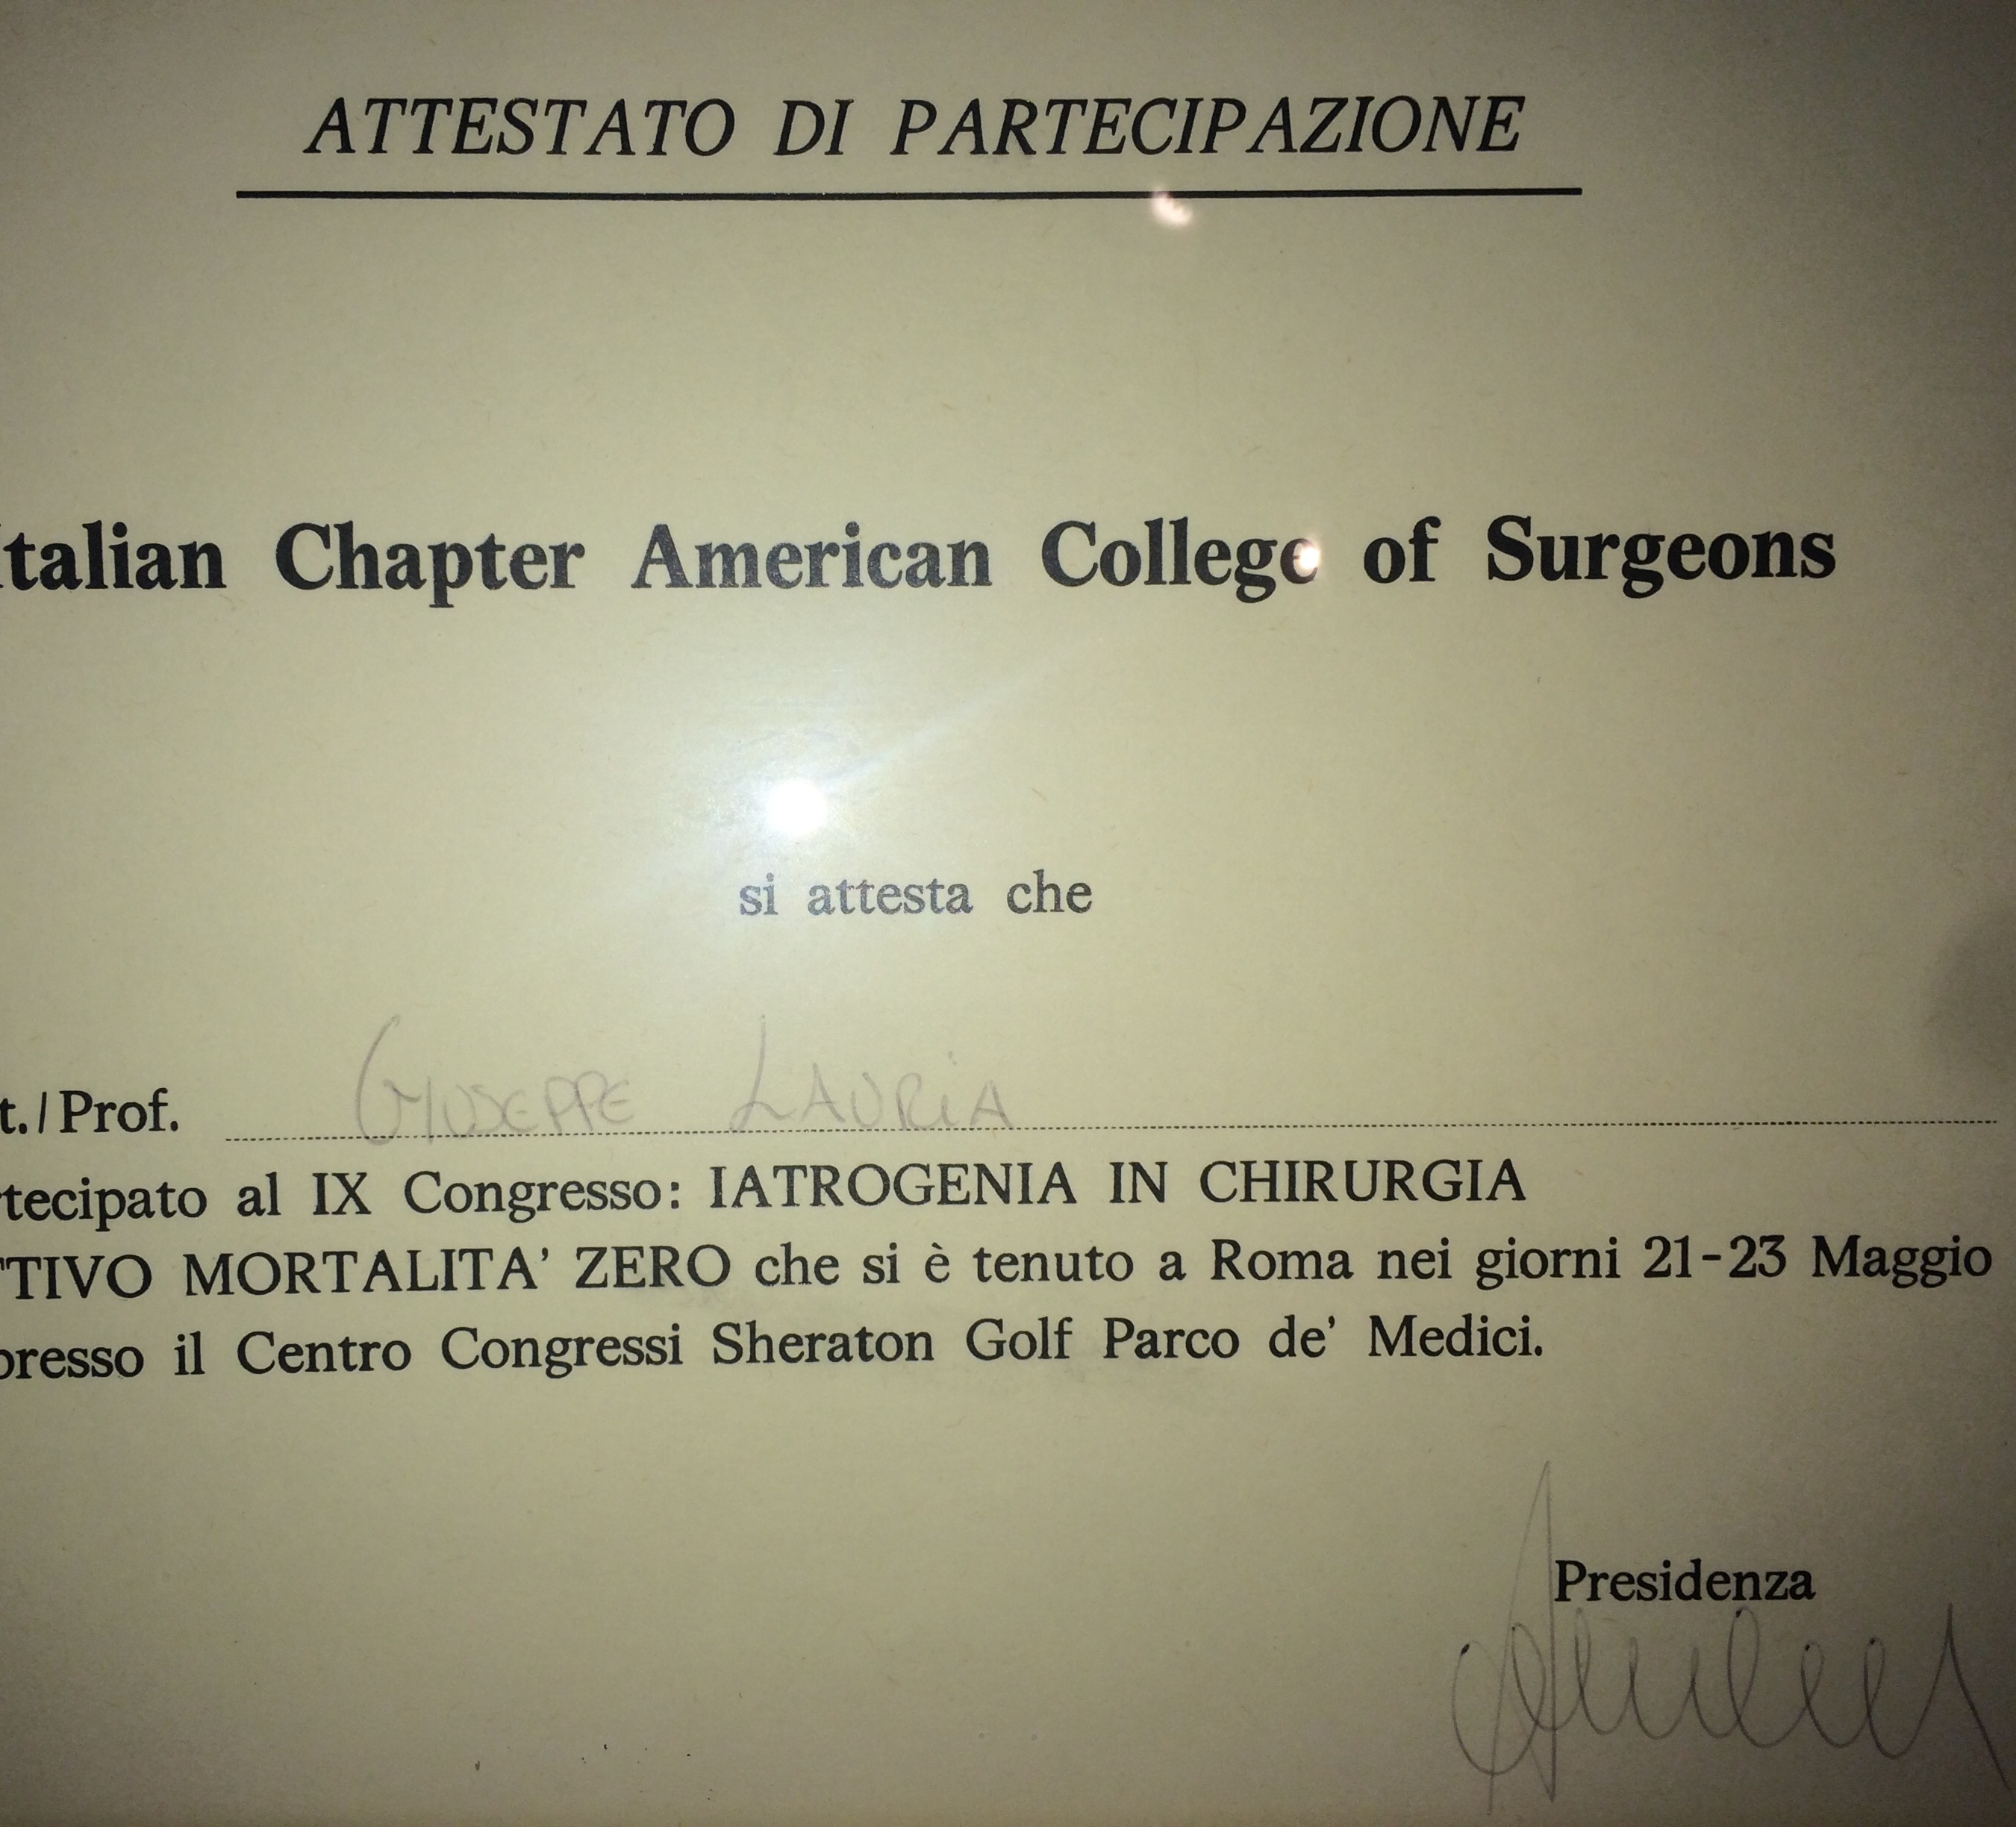 ATTESTATO DI PARTECIPAZIONE
talian Chapter American College of Surgeons
si attesta che
t./Prof. GIUSEPPE LAURIA
tecipato al IX Congresso: IATROGENIA IN CHIRURGIA
TIVO MORTALITA' ZERO che si è tenuto a Roma nei giorni 21-23 Maggio
presso il Centro Congressi Sheraton Golf Parco de' Medici.
Presidenza